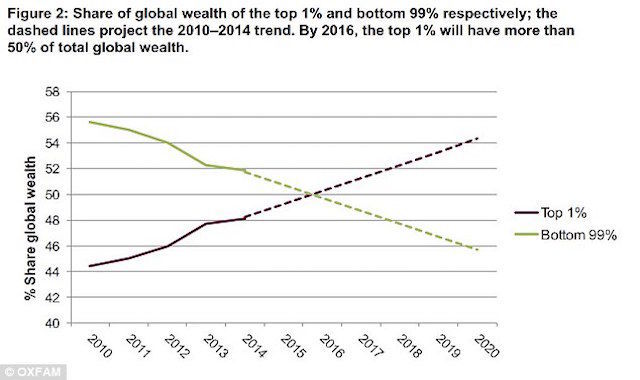 Figure 2: Share of global wealth of the top 1% and bottom 99% respectively; the
dashed lines project the 2010–2014 trend. By 2016, the top 1% will have more than
50% of total global wealth.
58
56
54
52
50
48
46
44
42
40
% Share global wealth
Top 1%
Bottom 99%
2010 2011 2012 2013 2014 2015 2016 2017 2018 2019 2020
© OXFAM